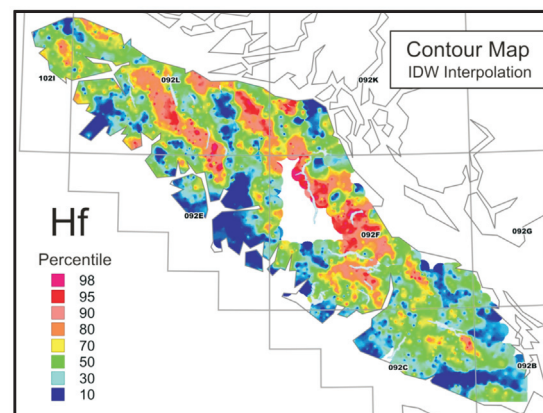 Contour Map
IDW Interpolation
102I
092L
092K
092E
092F
092G
092C
092B
Hf
Percentile
98
95
90
80
70
50
30
10